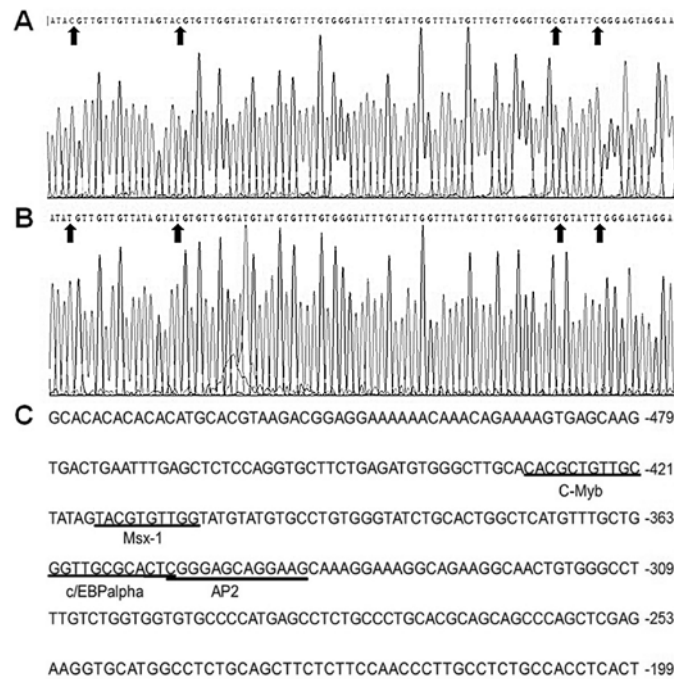 A
ATACGTTGTTGTTATAGTACGTGTTGGTATGTATGTGTTTGTGGGTATTTGTATTGGTTTATGTTTGTTGGGTTGCGTATTCGGGAGTAGGAA
B
ATATGTTGTTGTTATAGTATGTGTTGGTATGTATGTGTTTGTGGGTATTTGTATTGGTTTATGTTTGTTGGGTTGTGTATTTGGGAGTAGGA
C
GCACACACACACATGCACGTAAGACGGAGGAAAAAACAAACAGAAAAGTGAGCAAG -479
TGACTGAATTTGAGCTCTCCAGGTGCTTCTGAGATGTGGGCTTGCACACGCTGTTGC -421
C-Myb
TATAGTACGTGTTGGTATGTATGTGCCTGTGGGTATCTGCACTGGCTCATGTTTGCTG -363
Msx-1
GGTTGCGCACTCGGGAGCAGGAAGCAAAGGAAAGGCAGAAGGCAACTGTGGGCCT -309
c/EBPalpha AP2
TTGTCTGGTGGTGTGCCCCATGAGCCTCTGCCCTGCACGCAGCAGCCCAGCTCGAG -253
AAGGTGCATGGCCTCTGCAGCTTCTCTTCCAACCCTTGCCTCTGCCACCTCACT -199